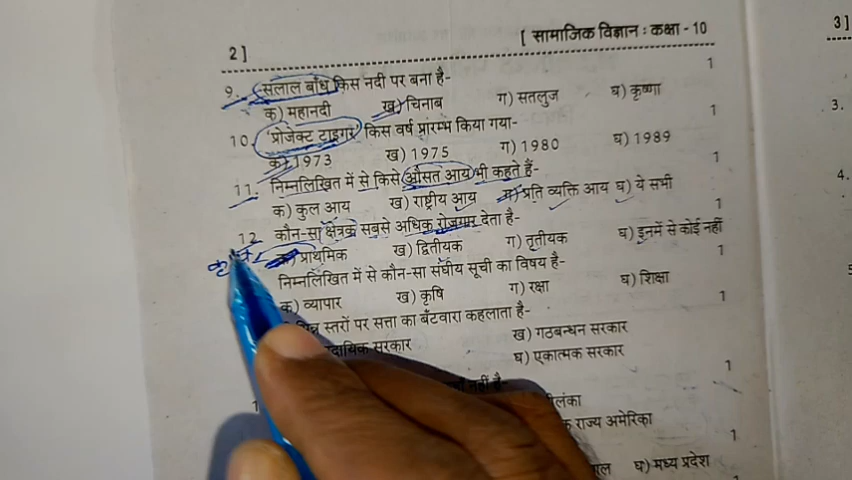 2]
[ सामाजिक विज्ञान : कक्षा - 10
3]
9. सलाल बाँध किस नदी पर बना है- 1
क) महानदी ख) चिनाब ग) सतलुज घ) कृष्णा
10. 'प्रोजेक्ट टाइगर' किस वर्ष प्रारम्भ किया गया- 1
क) 1973 ख) 1975 ग) 1980 घ) 1989
11. निम्नलिखित में से किसे औसत आय भी कहते हैं- 1
क) कुल आय ख) राष्ट्रीय आय ग) प्रति व्यक्ति आय घ) ये सभी
12 कौन-सा क्षेत्रक सबसे अधिक रोजगार देता है- 1
प्राथमिक ख) द्वितीयक ग) तृतीयक घ) इनमें से कोई नहीं
निम्नलिखित में से कौन-सा संघीय सूची का विषय है- 1
क) व्यापार ख) कृषि ग) रक्षा घ) शिक्षा
स्तरों पर सत्ता का बँटवारा कहलाता है- 1
सरकार ख) गठबन्धन सरकार
घ) एकात्मक सरकार
नहीं है- 1
राज्य अमेरिका
1
घ) मध्य प्रदेश
3.
4.